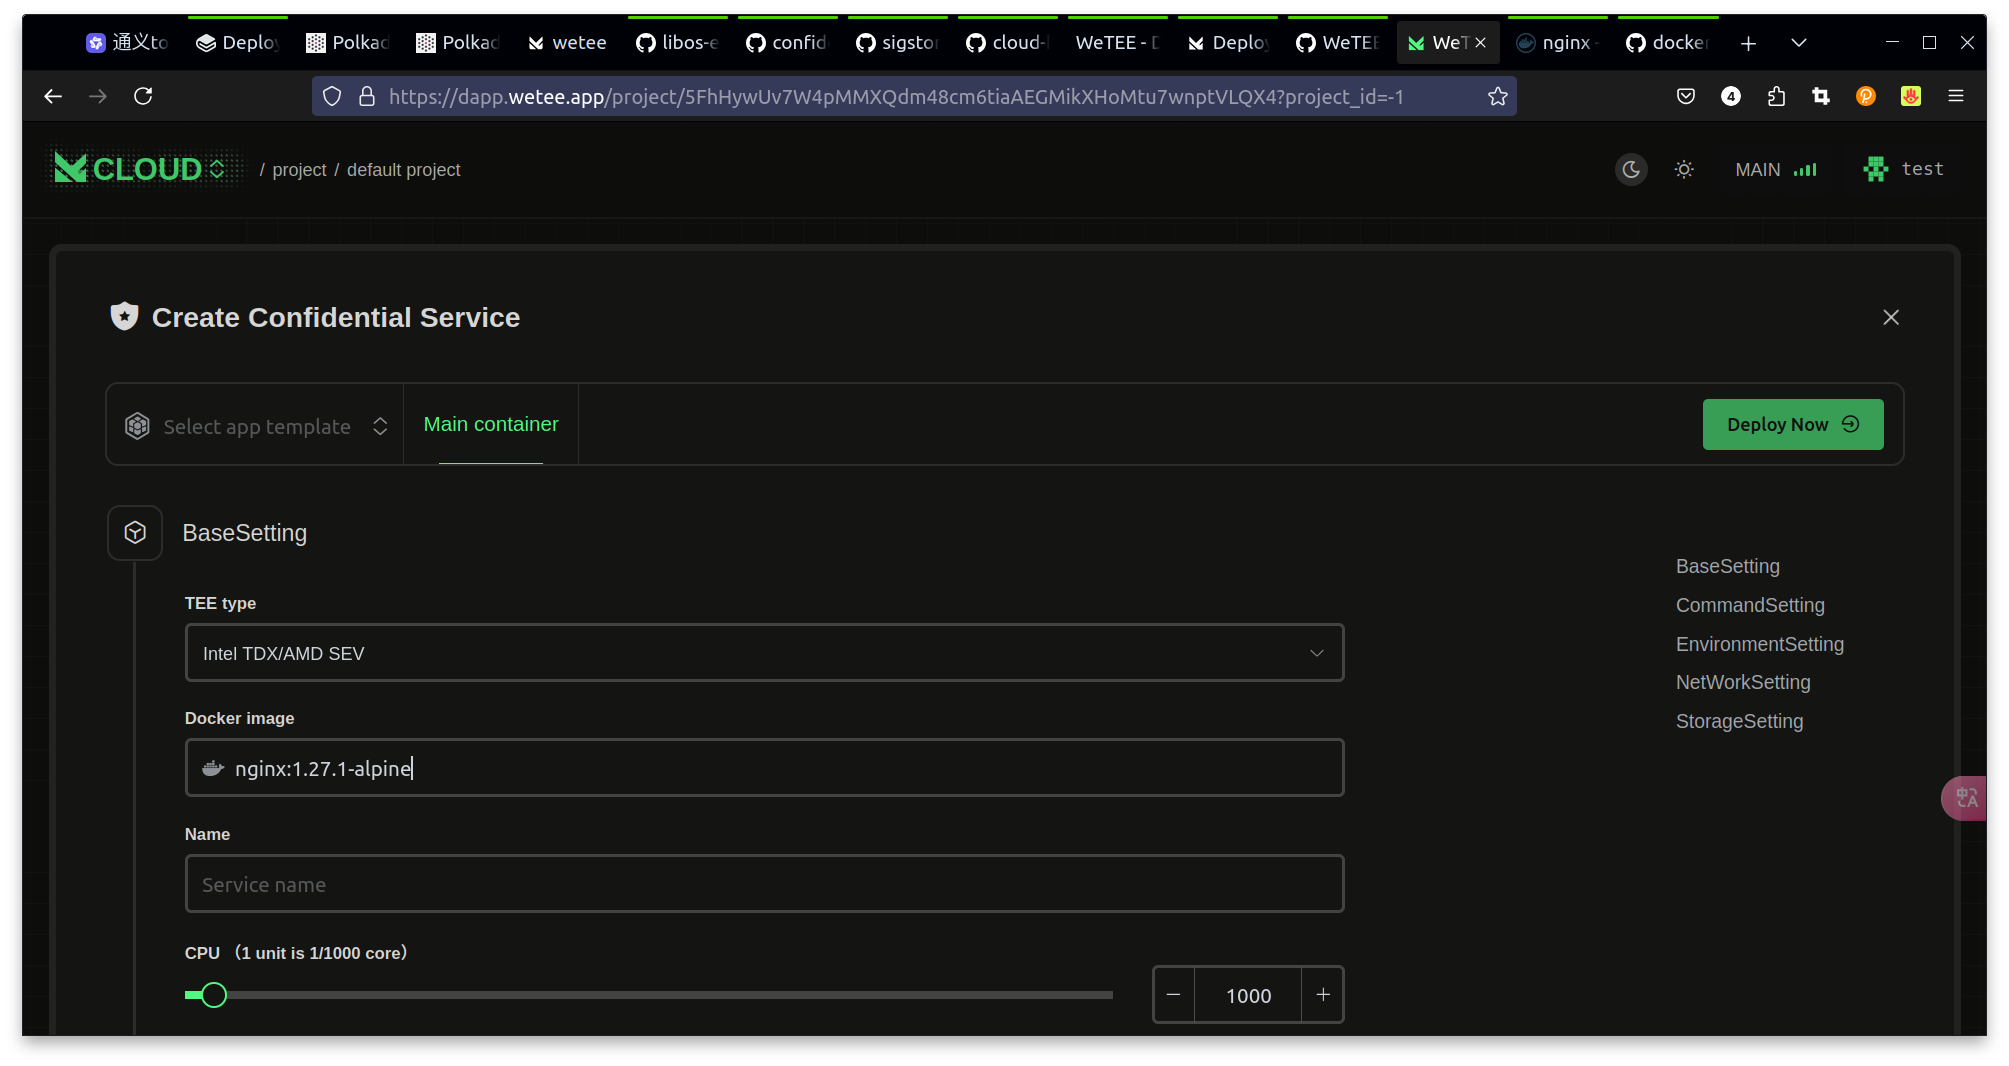 通义to Deploy Polkad Polkad wetee libos-e confid sigstor cloud- WeTEE - D Deploy WeTEE WeT nginx - docker
https://dapp.wetee.app/project/5FhHywUv7W4pMMXQdm48cm6tiaAEGMikXHoMtu7wnptVLQX4?project_id=-1 4
CLOUD / project / default project MAIN test
Create Confidential Service
Select app template Main container Deploy Now
BaseSetting
BaseSetting
CommandSetting
EnvironmentSetting
NetWorkSetting
StorageSetting
TEE type
Intel TDX/AMD SEV
Docker image
nginx:1.27.1-alpine
Name
Service name
CPU （1 unit is 1/1000 core）
1000